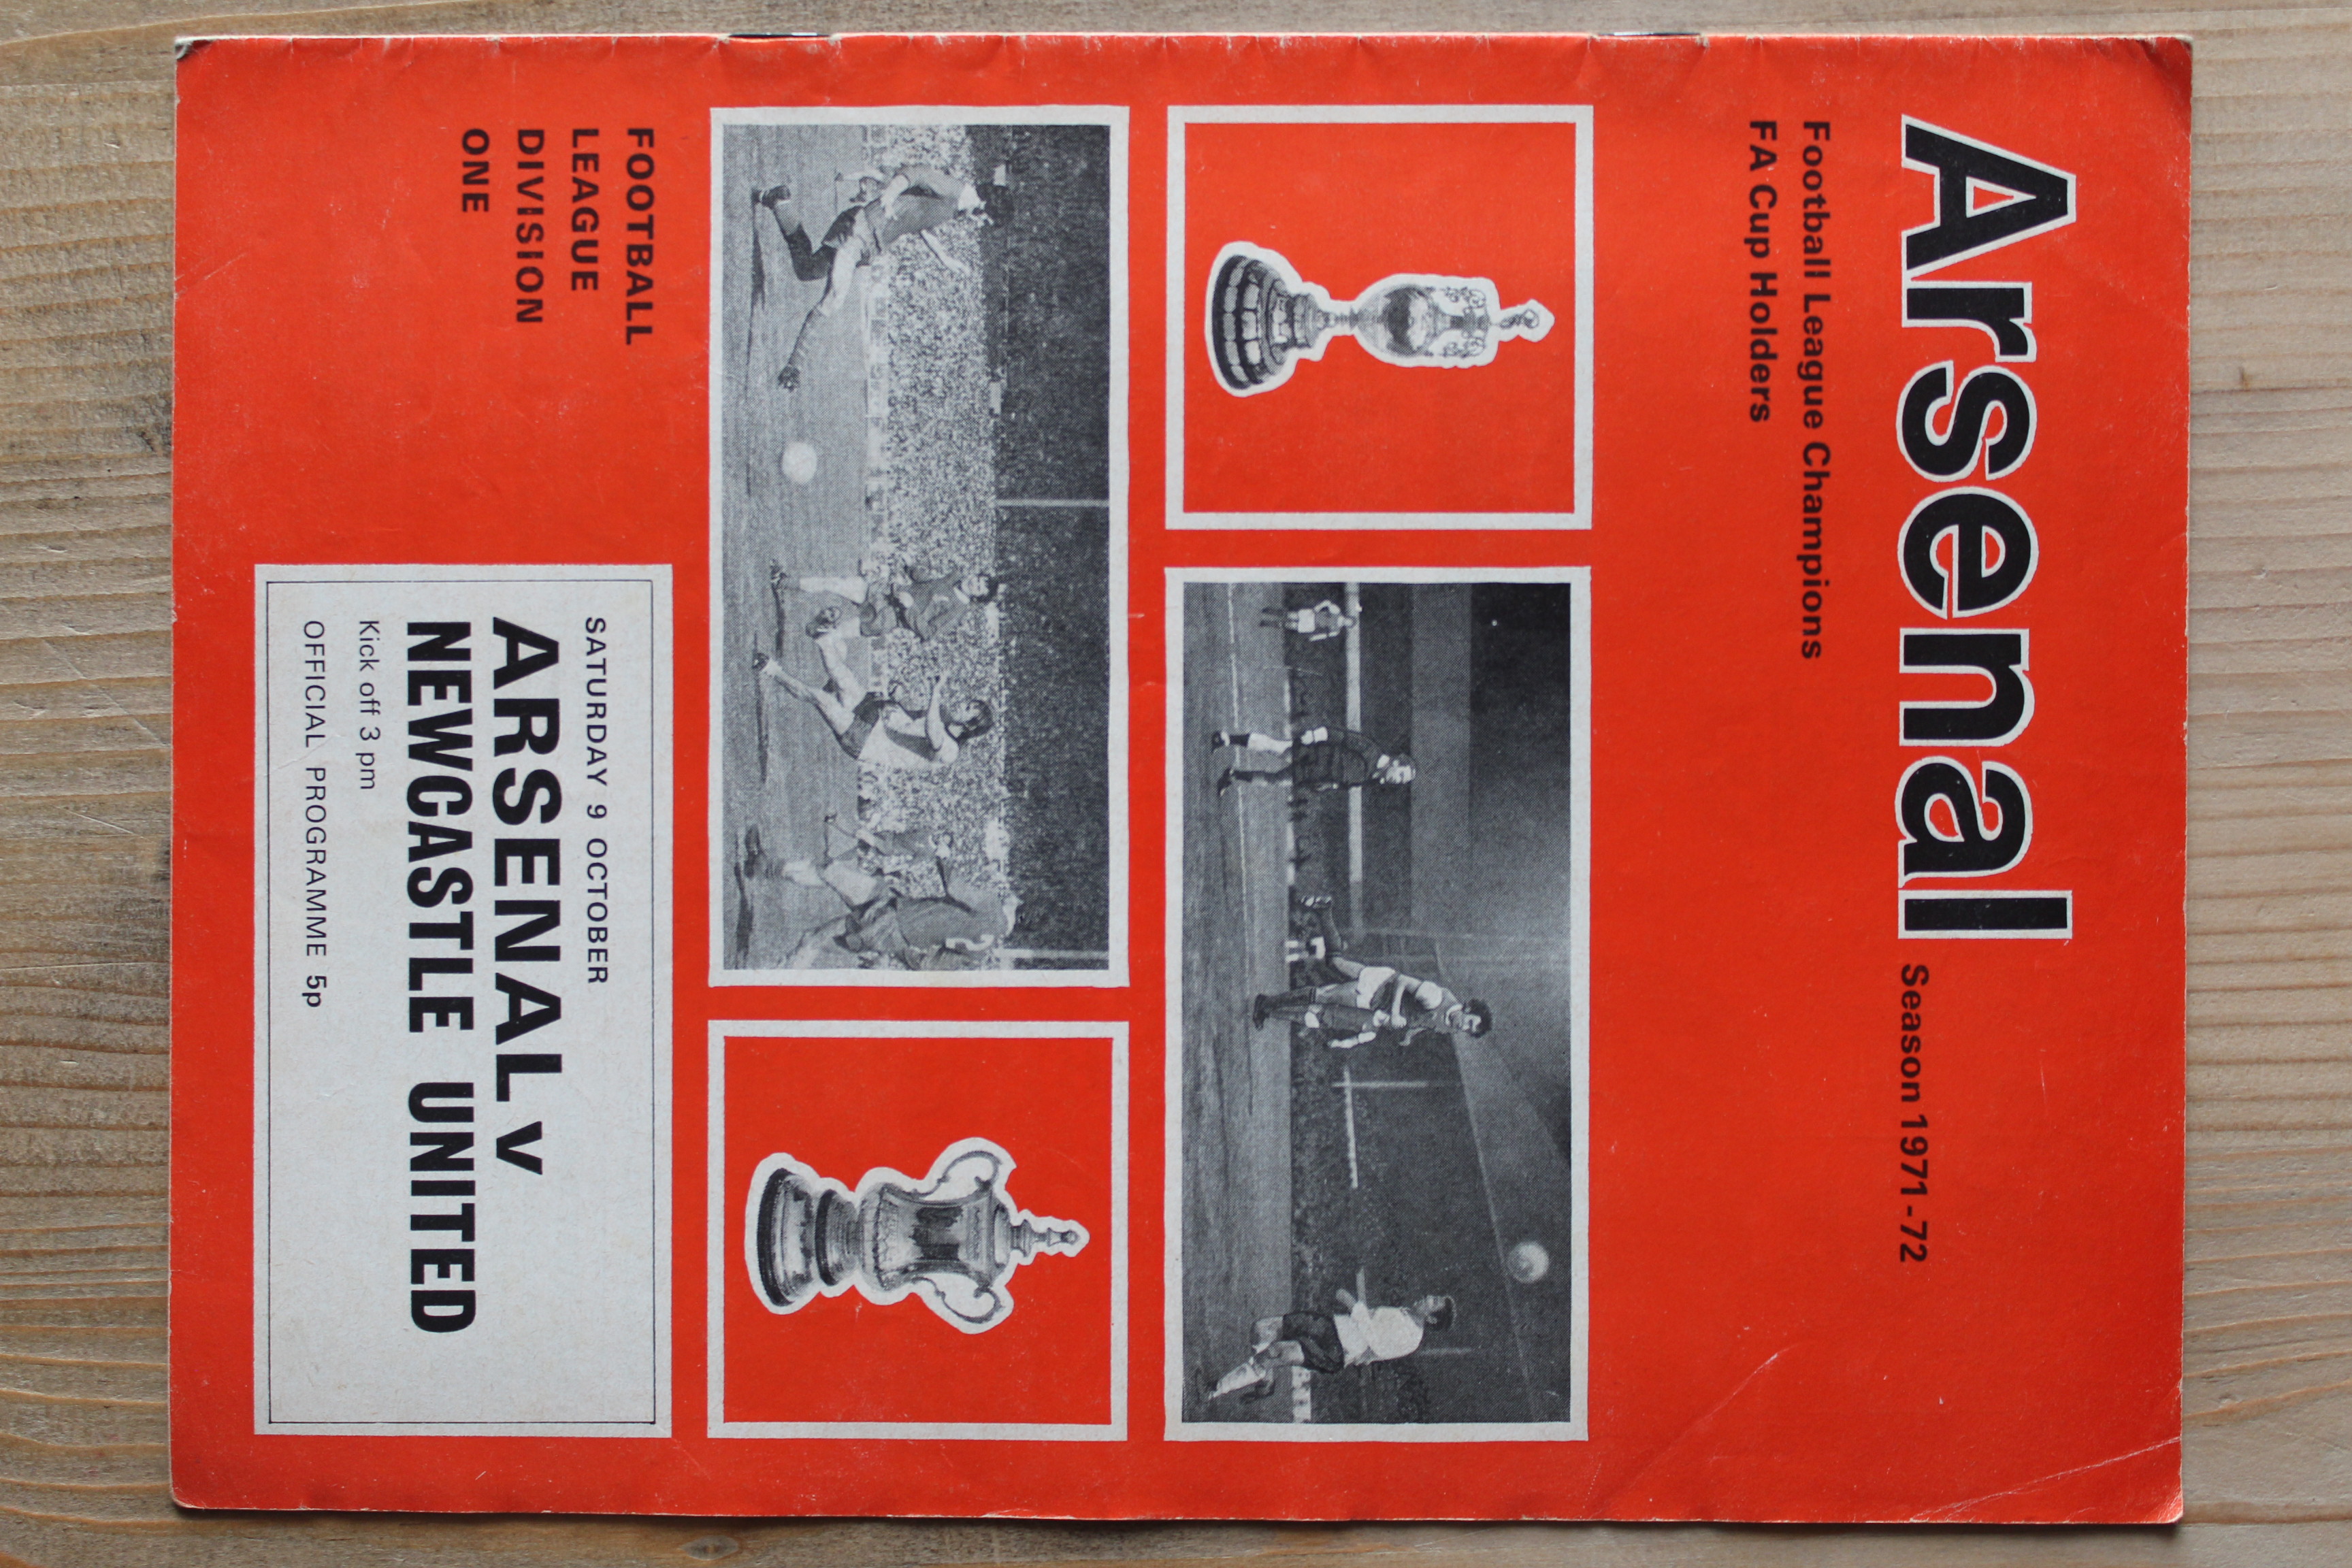 Arsenal Season 1971-72
Football League Champions
FA Cup Holders
FOOTBALL
LEAGUE
DIVISION
ONE
SATURDAY 9 OCTOBER
ARSENAL v
NEWCASTLE UNITED
Kick off 3 pm
OFFICIAL PROGRAMME 5p